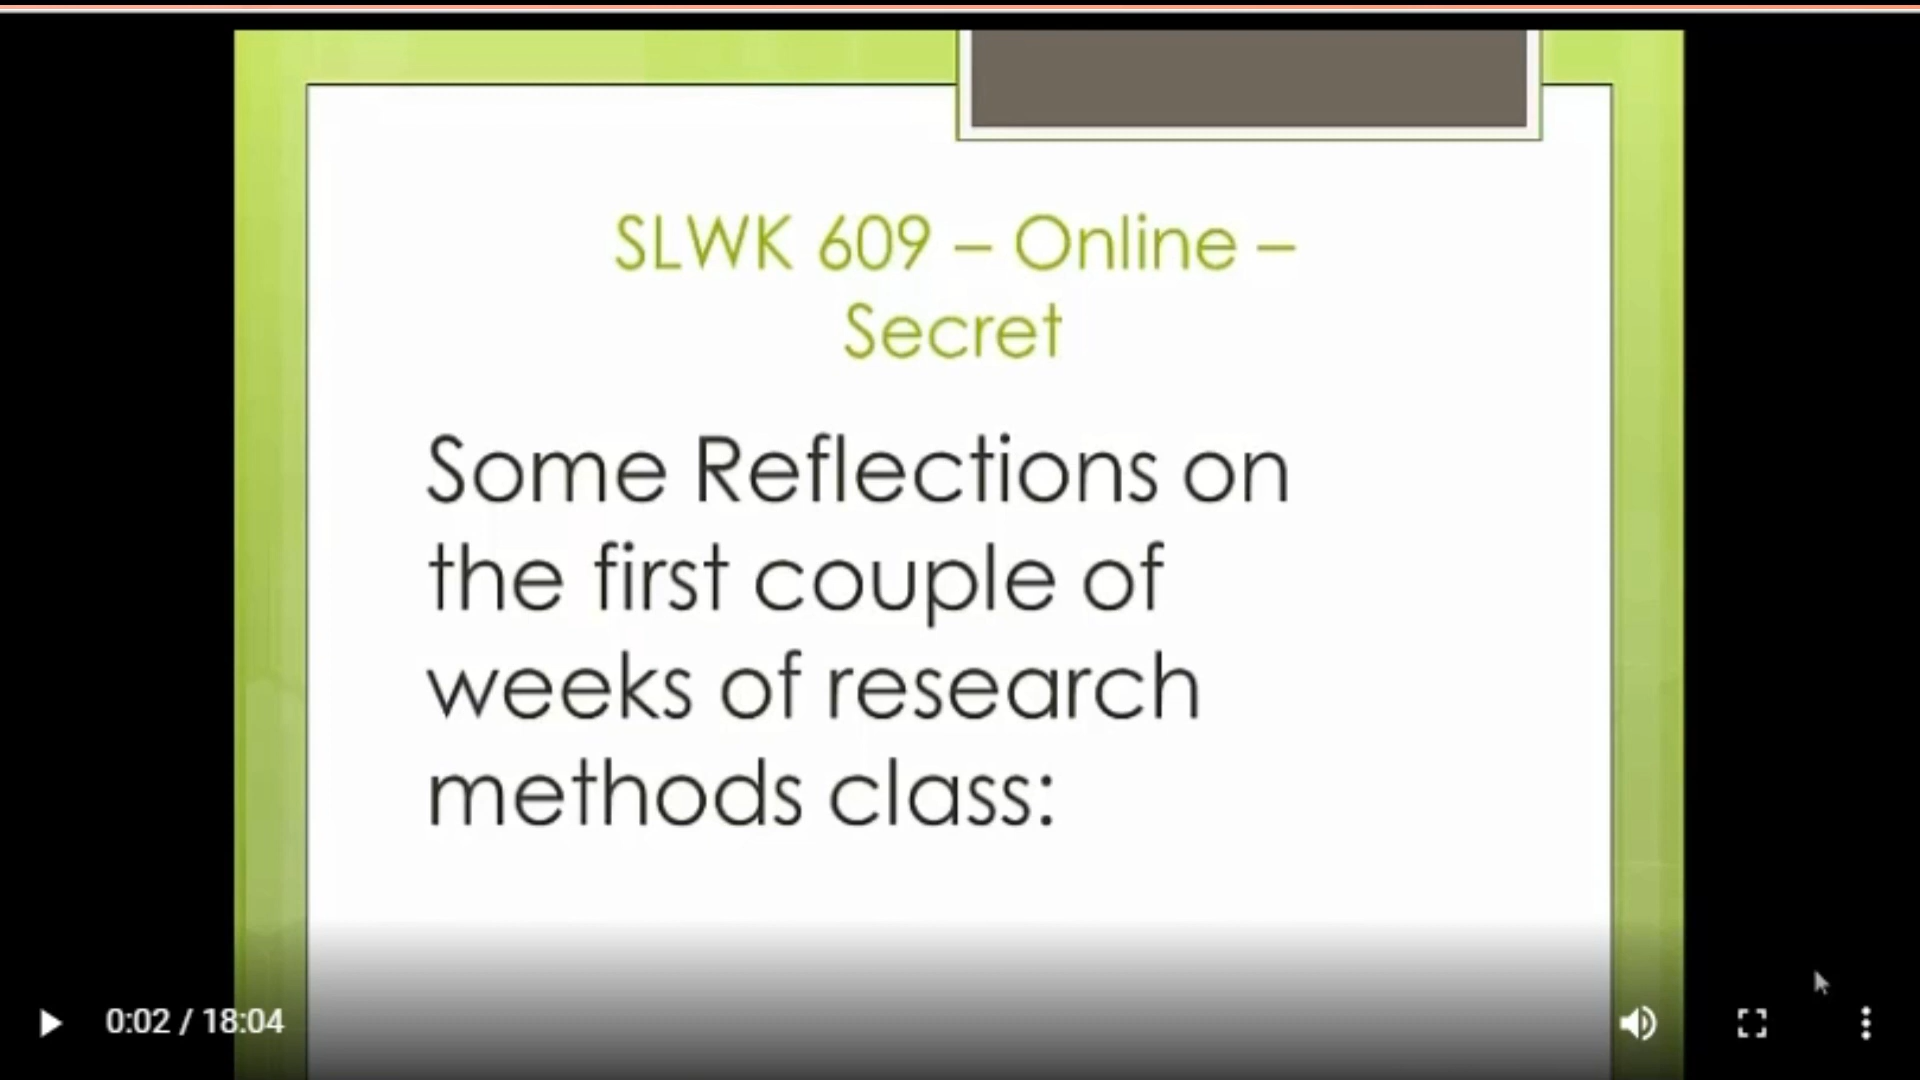 SLWK 609 – Online –
Secret
Some Reflections on
the first couple of
weeks of research
methods class:
0:02 / 18:04